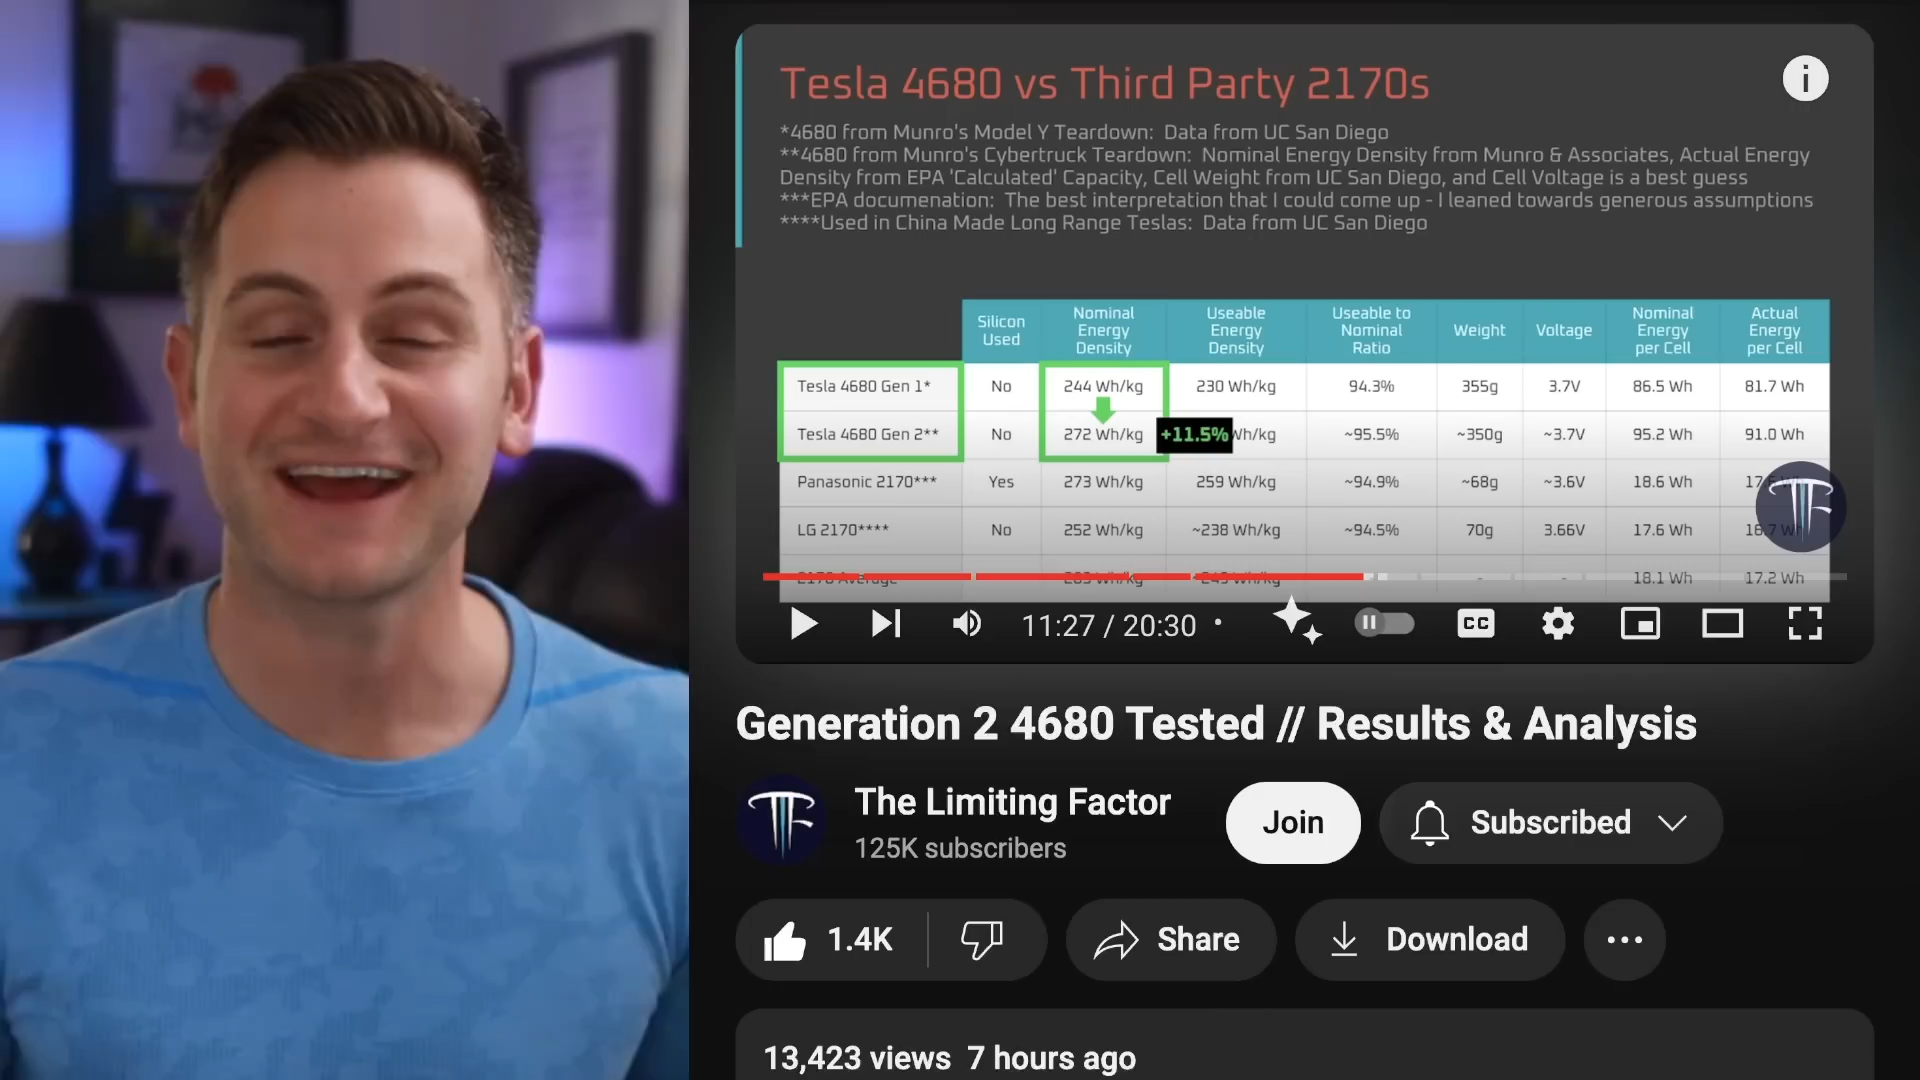 Tesla 4680 vs Third Party 2170s
*4680 from Munro's Model Y Teardown: Data from UC San Diego
**4680 from Munro's Cybertruck Teardown: Nominal Energy Density from Munro & Associates, Actual Energy
Density from EPA 'Calculated' Capacity, Cell Weight from UC San Diego, and Cell Voltage is a best guess
***EPA documenation: The best interpretation that I could come up - I leaned towards generous assumptions
****Used in China Made Long Range Teslas: Data from UC San Diego
Silicon Used Nominal Energy Density Useable Energy Density Useable to Nominal Ratio Weight Voltage Nominal Energy per Cell Actual Energy per Cell
Tesla 4680 Gen 1* No 244 Wh/kg 230 Wh/kg 94.3% 355g 3.7V 86.5 Wh 81.7 Wh
Tesla 4680 Gen 2** No 272 Wh/kg +11.5% Wh/kg ~95.5% ~350g ~3.7V 95.2 Wh 91.0 Wh
Panasonic 2170*** Yes 273 Wh/kg 259 Wh/kg ~94.9% ~68g ~3.6V 18.6 Wh
LG 2170**** No 252 Wh/kg ~238 Wh/kg ~94.5% 70g 3.66V 17.6 Wh 16.7 Wh
2170 Average - - 18.1 Wh 17.2 Wh
11:27 / 20:30 •
CC
Generation 2 4680 Tested // Results & Analysis
The Limiting Factor
125K subscribers
Join
Subscribed
1.4K
Share
Download
13,423 views 7 hours ago